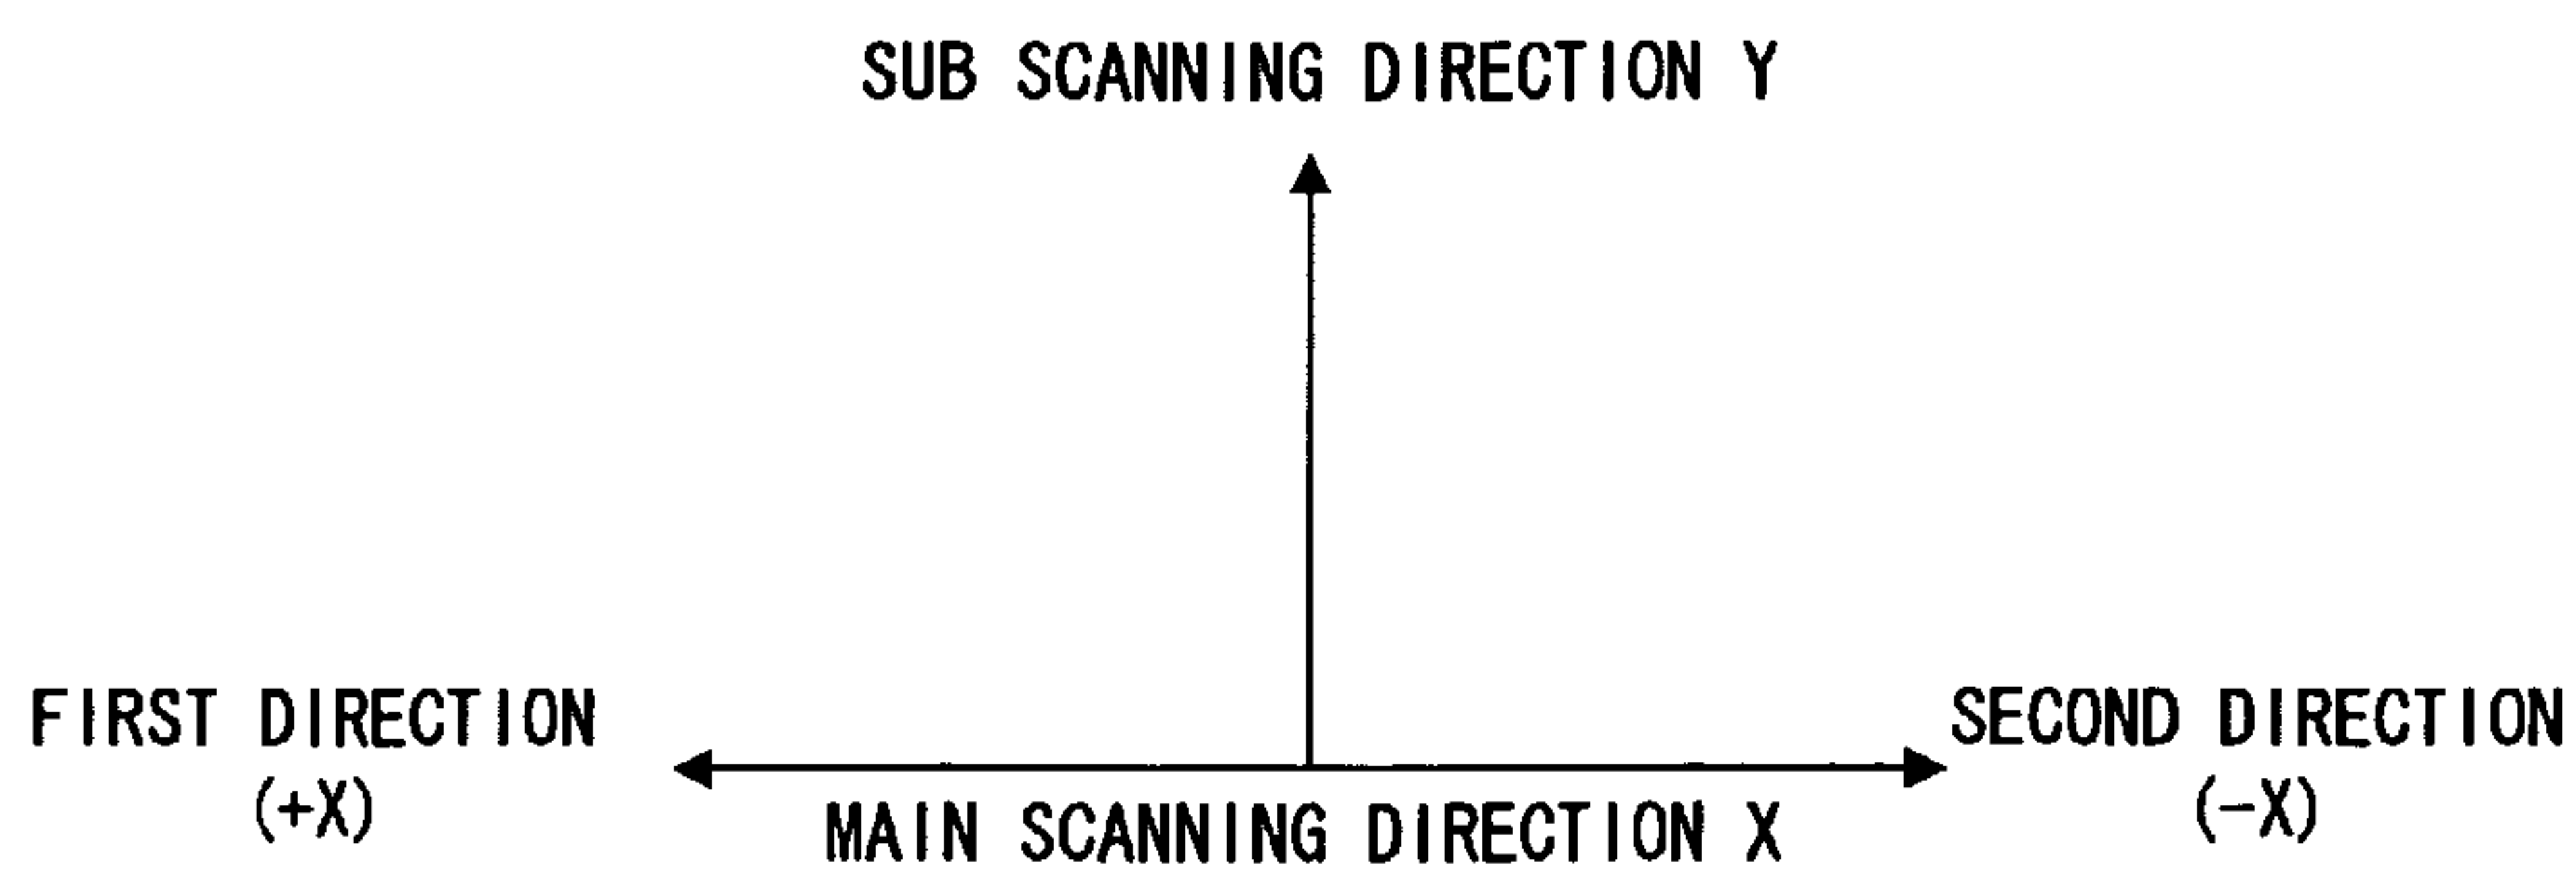 SUB SCANNING DIRECTION Y
FIRST DIRECTION
(+X)
SECOND DIRECTION
(-X)
MAIN SCANNING DIRECTION X